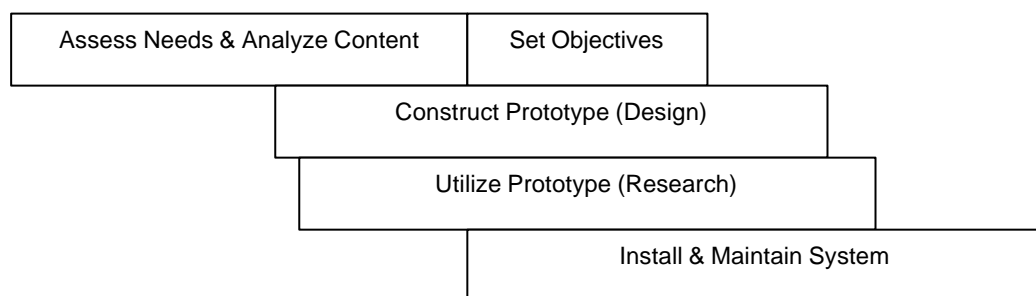 Assess Needs & Analyze Content
Set Objectives
Construct Prototype (Design)
Utilize Prototype (Research)
Install & Maintain System